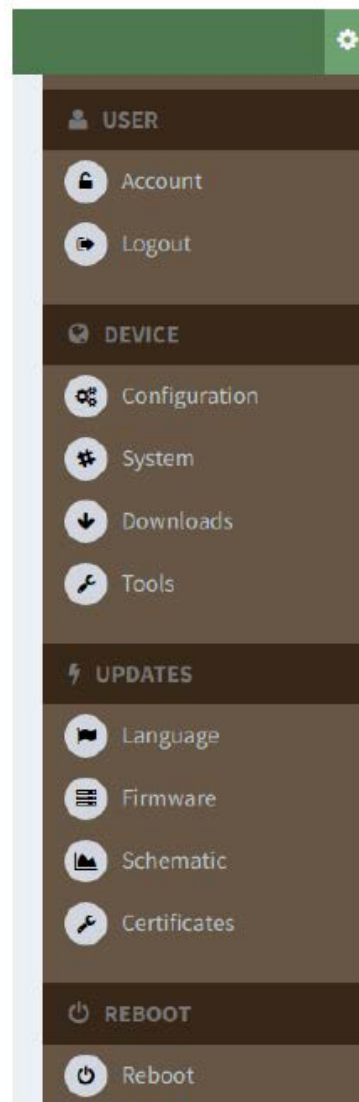 USER
Account
Logout
DEVICE
Configuration
System
Downloads
Tools
UPDATES
Language
Firmware
Schematic
Certificates
REBOOT
Reboot